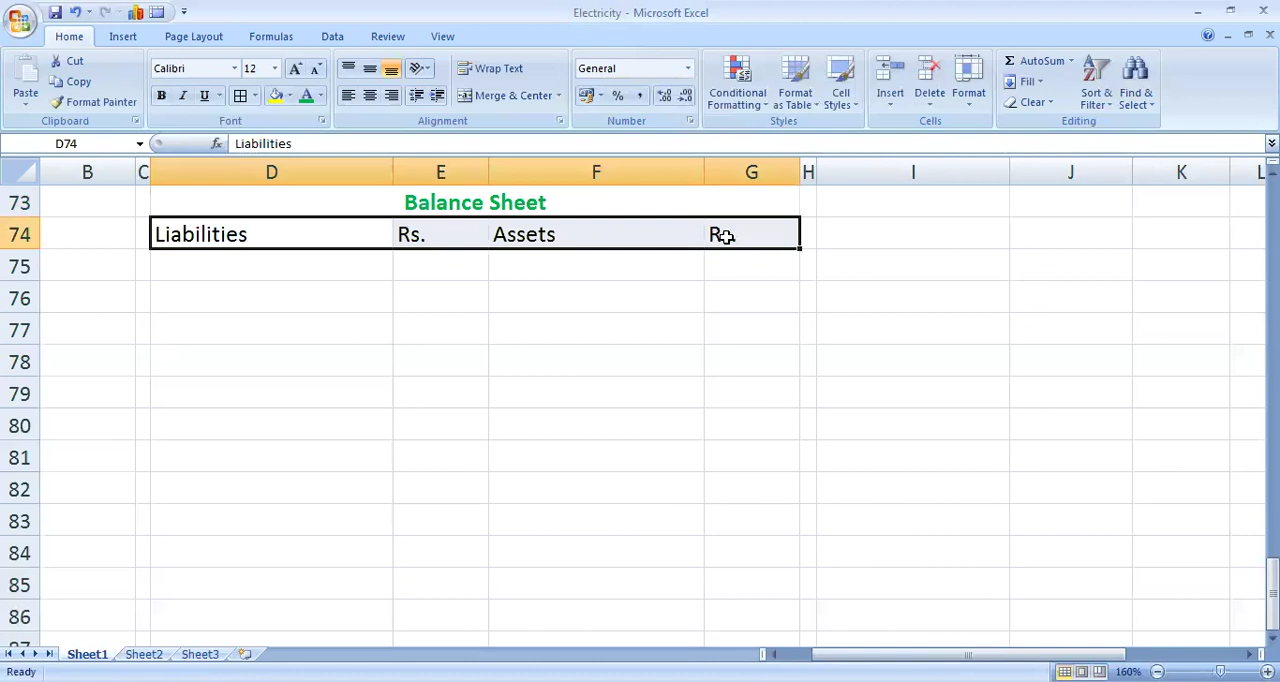 Electricity - Microsoft Excel
Home Insert Page Layout Formulas Data Review View
Paste Cut Copy Format Painter
Calibri 12
B I U
Wrap Text
Merge & Center
General
% ,
Conditional Formatting Format as Table Cell Styles
Insert Delete Format
Σ AutoSum Fill Clear
Sort & Filter Find & Select
Clipboard Font Alignment Number Styles Cells Editing
D74 fx Liabilities
B C D E F G H I J K L
73 Balance Sheet
74 Liabilities Rs. Assets
75
76
77
78
79
80
81
82
83
84
85
86
Sheet1 Sheet2 Sheet3
Ready 160%